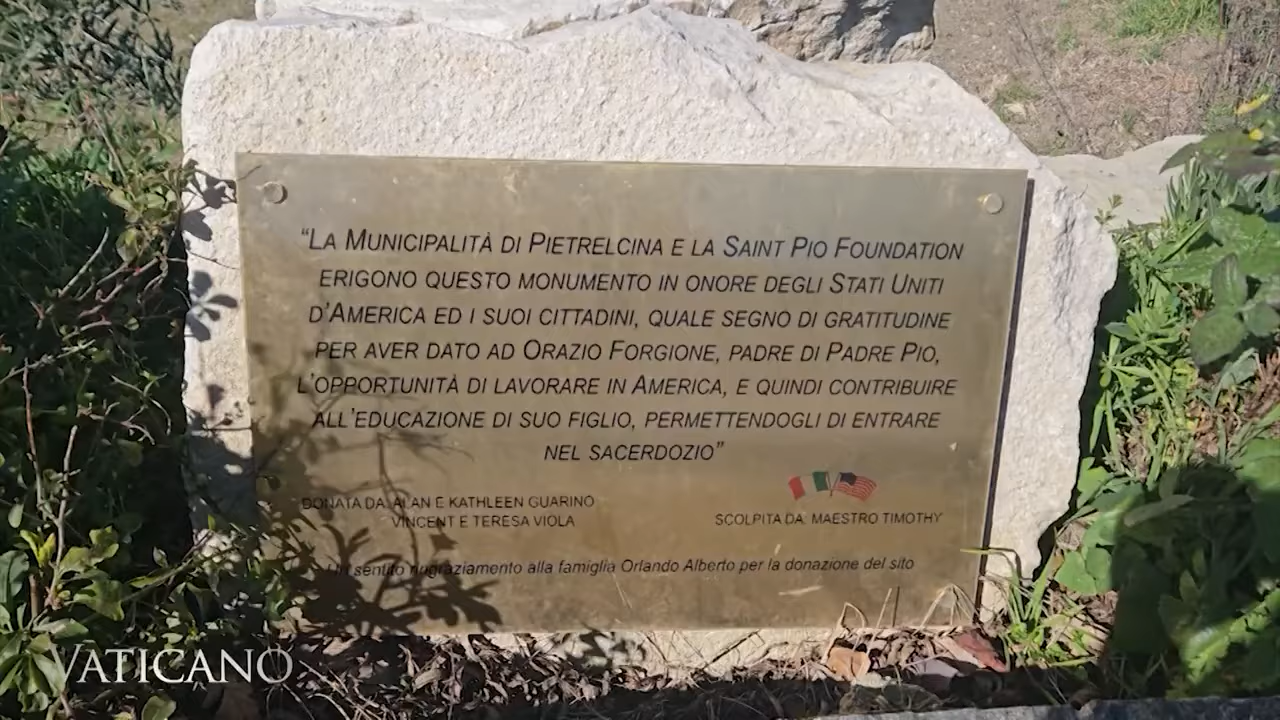 “LA MUNICIPALITÀ DI PIETRELCINA E LA SAINT PIO FOUNDATION
ERIGONO QUESTO MONUMENTO IN ONORE DEGLI STATI UNITI
D’AMERICA ED I SUOI CITTADINI, QUALE SEGNO DI GRATITUDINE
PER AVER DATO AD ORAZIO FORGIONE, PADRE DI PADRE PIO,
L’OPPORTUNITÀ DI LAVORARE IN AMERICA, E QUINDI CONTRIBUIRE
ALL’EDUCAZIONE DI SUO FIGLIO, PERMETTENDOGLI DI ENTRARE
NEL SACERDOZIO”
DONATA DA: ALAN E KATHLEEN GUARINO
VINCENT E TERESA VIOLA
SCOLPITA DA: MAESTRO TIMOTHY
Un sentito ringraziamento alla famiglia Orlando Alberto per la donazione del sito
VATICANO